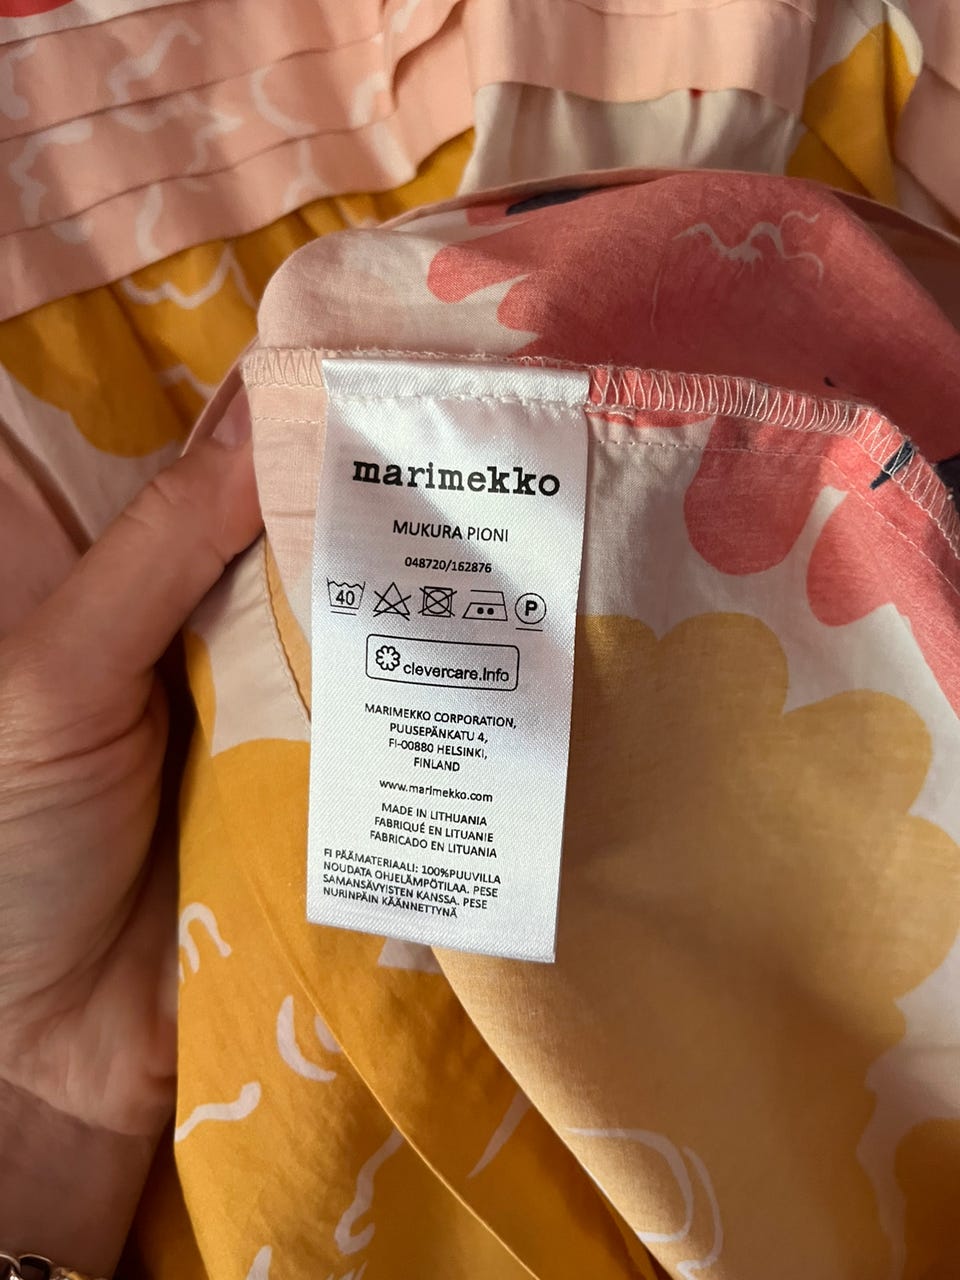 marimekko
MUKURA PIONI
048720/162876
40 P
clevercare.info
MARIMEKKO CORPORATION,
PUUSEPÄNKATU 4,
FI-00880 HELSINKI,
FINLAND
www.marimekko.com
MADE IN LITHUANIA
FABRIQUÉ EN LITUANIE
FABRICADO EN LITUANIA
FI PÄÄMATERIAALI: 100%PUUVILLA
NOUDATA OHJELÄMPÖTILAA. PESE
SAMANSÄVYISTEN KANSSA. PESE
NURINPÄIN KÄÄNNETTYNÄ